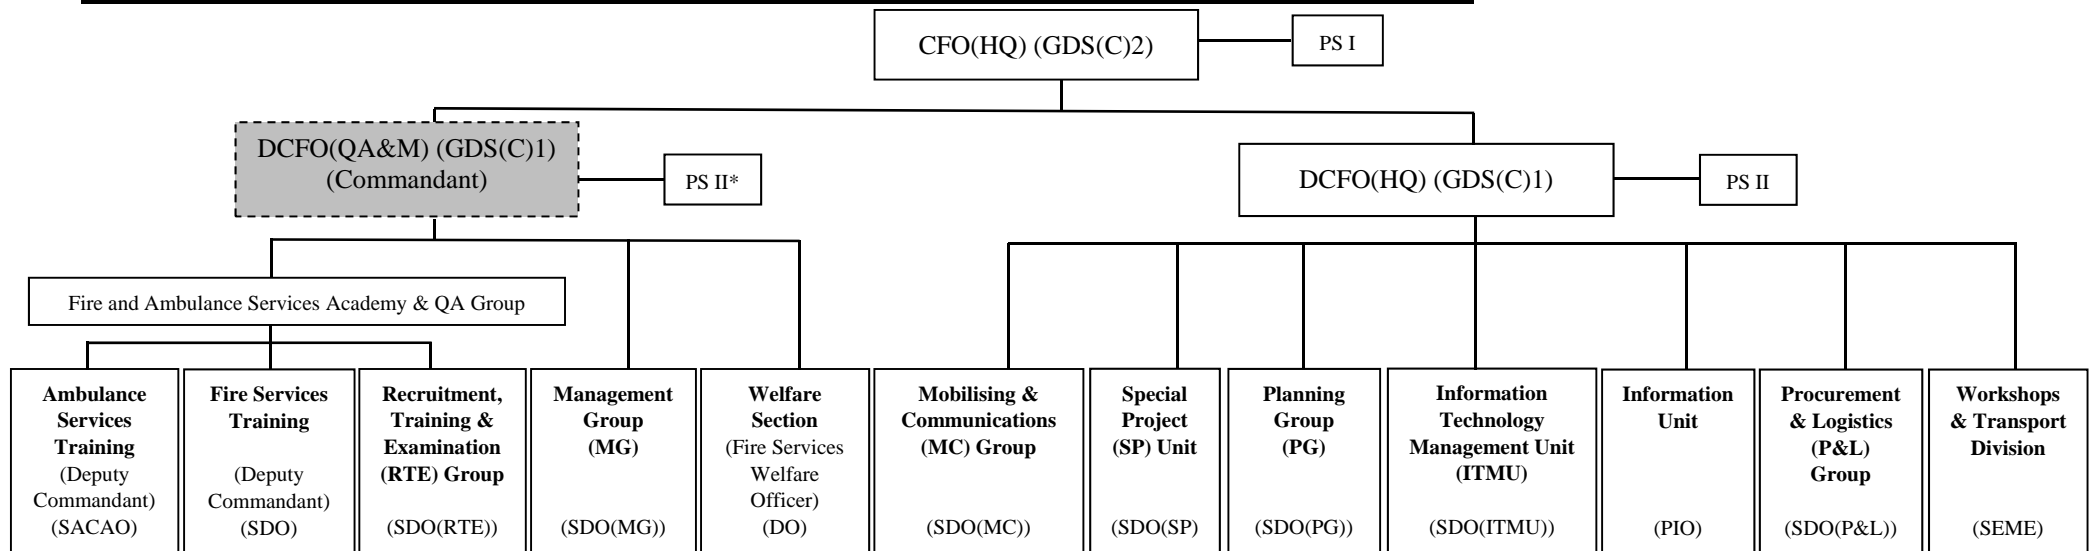 CFO(HQ) (GDS(C)2)
PS I
DCFO(QA&M) (GDS(C)1)
(Commandant)
PS II*
DCFO(HQ) (GDS(C)1)
PS II
Fire and Ambulance Services Academy & QA Group
Ambulance
Services
Training
(Deputy
Commandant)
(SACAO)
Fire Services
Training
(Deputy
Commandant)
(SDO)
Recruitment,
Training &
Examination
(RTE) Group
(SDO(RTE))
Management
Group
(MG)
(SDO(MG))
Welfare
Section
(Fire Services
Welfare
Officer)
(DO)
Mobilising &
Communications
(MC) Group
(SDO(MC))
Special
Project
(SP) Unit
(SDO(SP)
Planning
Group
(PG)
(SDO(PG))
Information
Technology
Management Unit
(ITMU)
(SDO(ITMU))
Information
Unit
(PIO)
Procurement
& Logistics
(P&L)
Group
(SDO(P&L))
Workshops
& Transport
Division
(SEME)